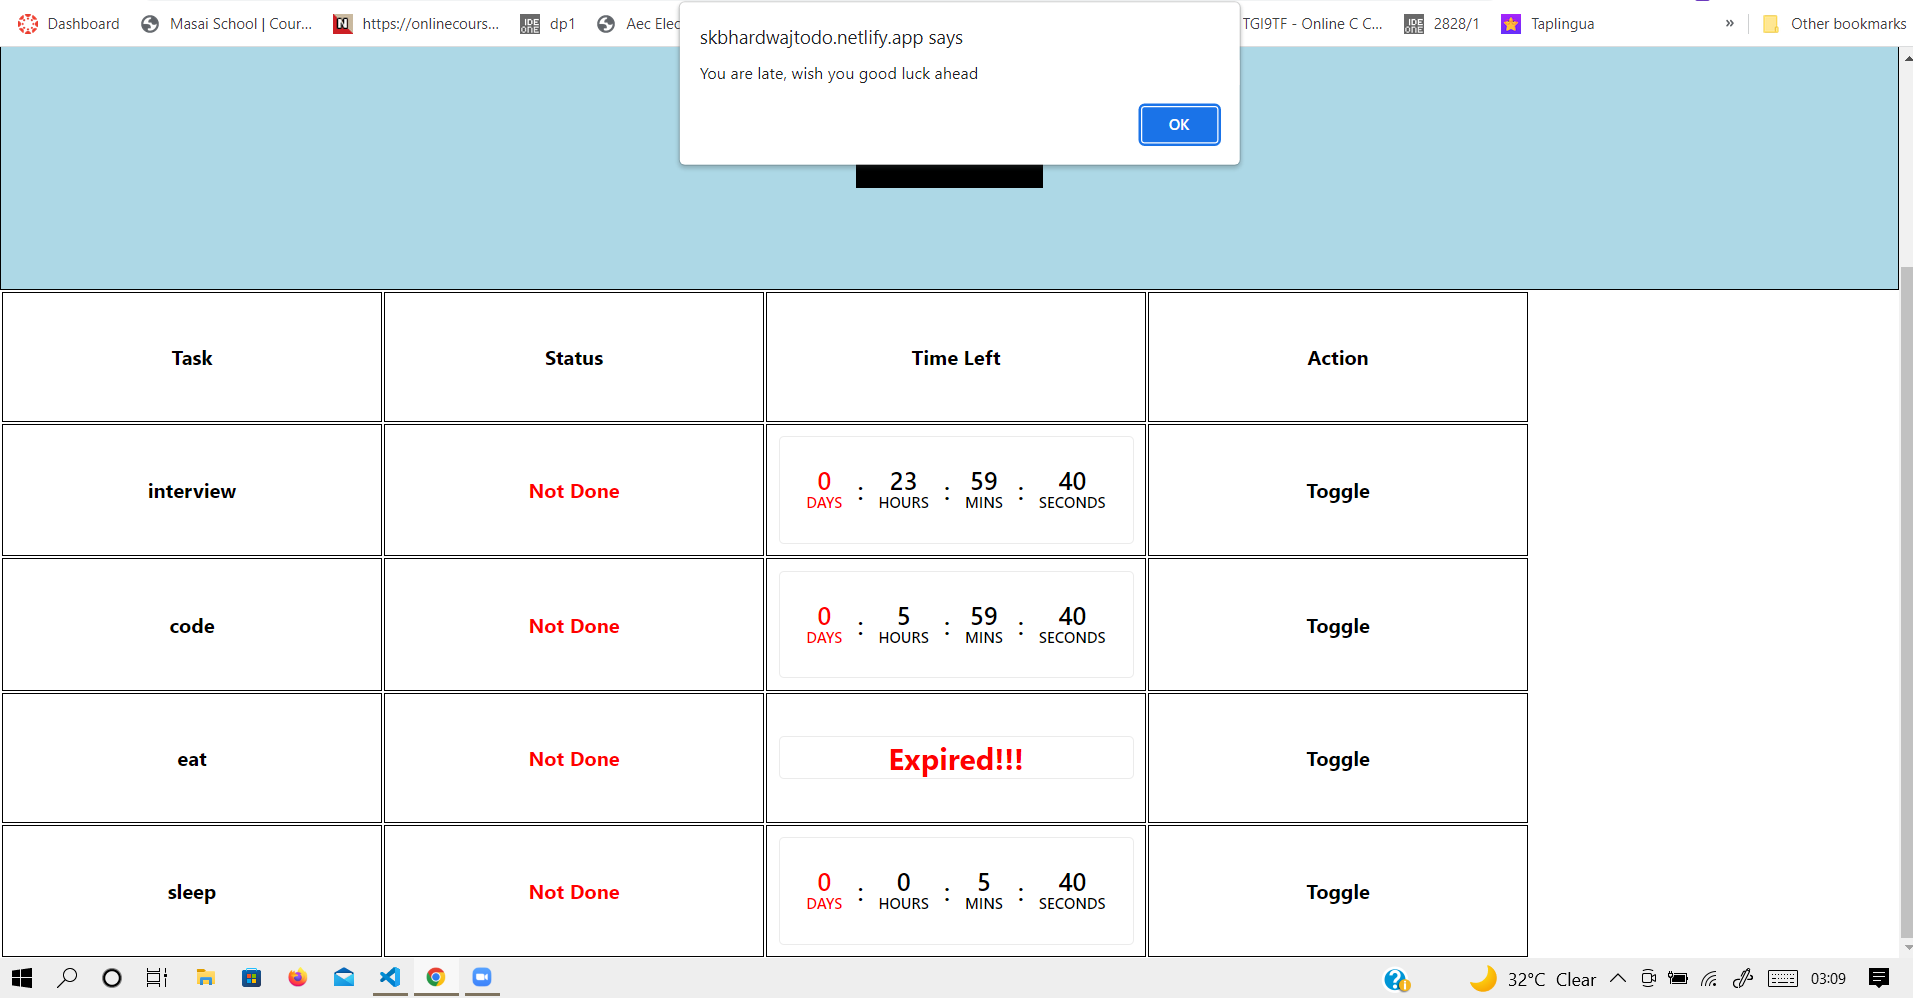 Dashboard Masai School | Cour... N https://onlinecours... IDE ONE dp1 Aec Elec TGI9TF - Online C C... IDE ONE 2828/1 Taplingua » Other bookmarks
skbhardwajtodo.netlify.app says
You are late, wish you good luck ahead
OK
Task Status Time Left Action
interview Not Done 0 : 23 : 59 : 40 Toggle
DAYS HOURS MINS SECONDS
code Not Done 0 : 5 : 59 : 40 Toggle
DAYS HOURS MINS SECONDS
eat Not Done Expired!!! Toggle
sleep Not Done 0 : 0 : 5 : 40 Toggle
DAYS HOURS MINS SECONDS
32°C Clear 03:09